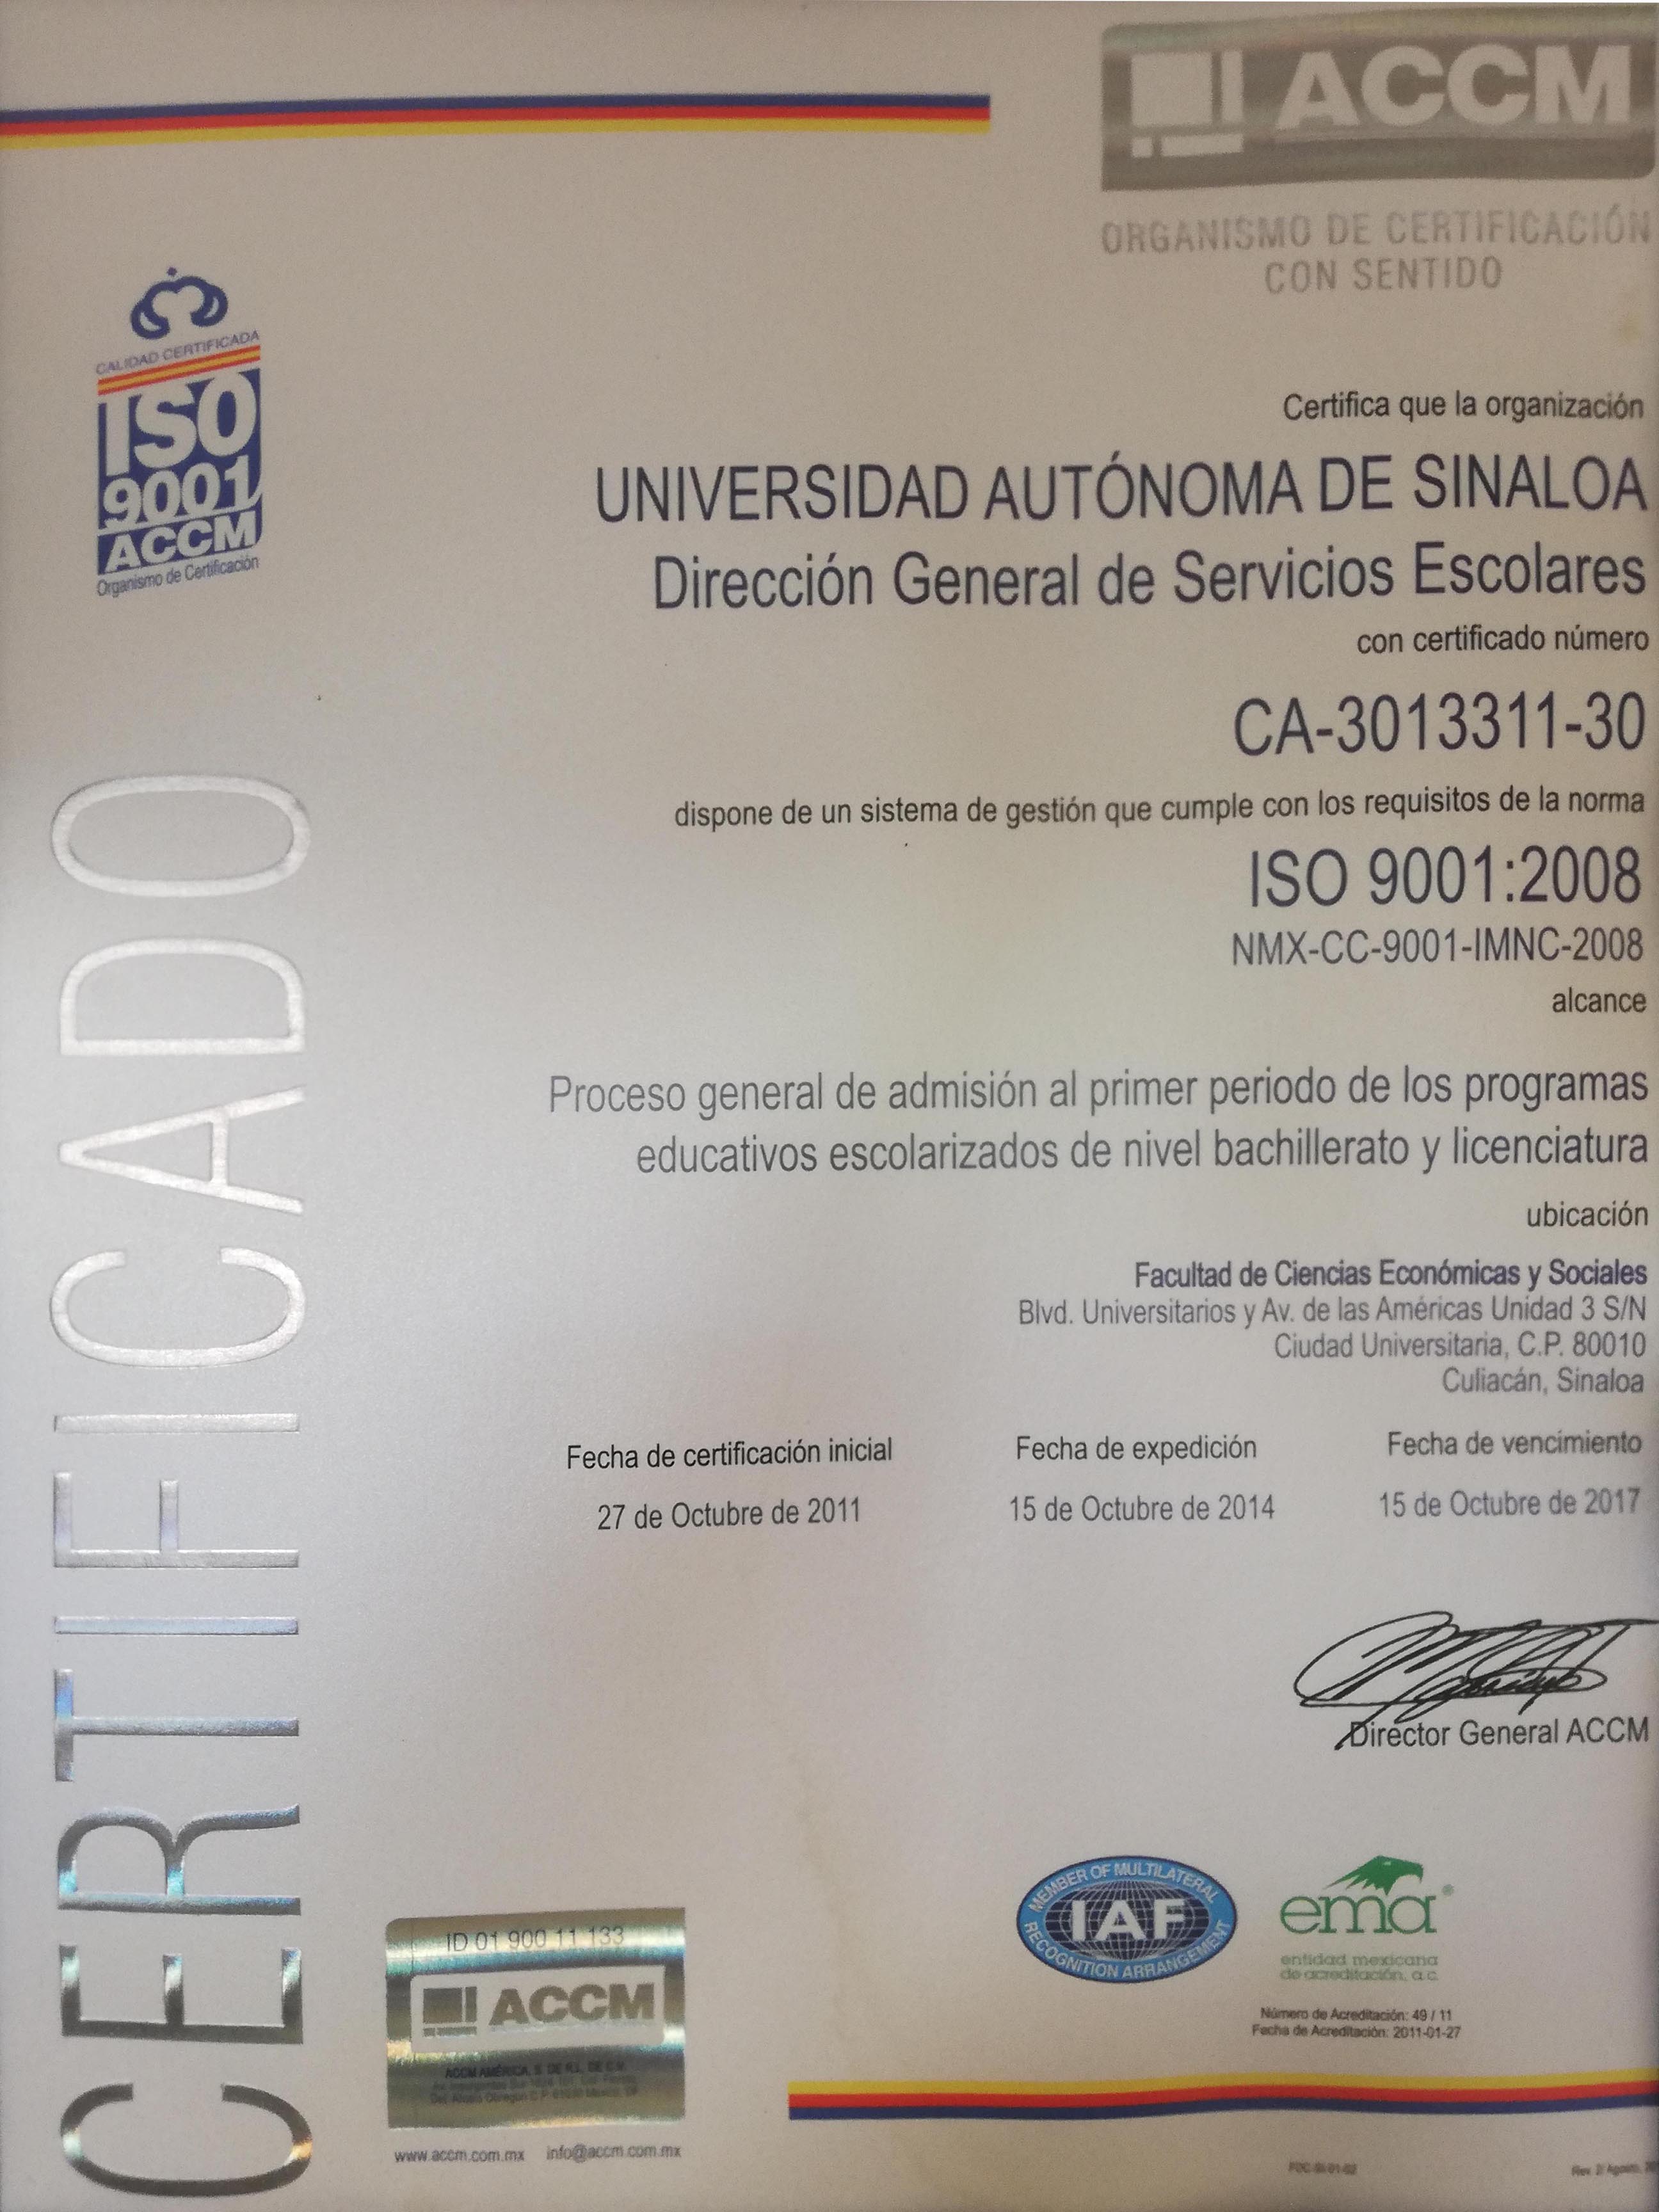 ACCM
ORGANISMO DE CERTIFICACIÓN
CON SENTIDO
CALIDAD CERTIFICADA
ISO
9001
ACCM
Organismo de Certificación
CERTIFICADO
Certifica que la organización
UNIVERSIDAD AUTÓNOMA DE SINALOA
Dirección General de Servicios Escolares
con certificado número
CA-3013311-30
dispone de un sistema de gestión que cumple con los requisitos de la norma
ISO 9001:2008
NMX-CC-9001-IMNC-2008
alcance
Proceso general de admisión al primer periodo de los programas
educativos escolarizados de nivel bachillerato y licenciatura
ubicación
Facultad de Ciencias Económicas y Sociales
Blvd. Universitarios y Av. de las Américas Unidad 3 S/N
Ciudad Universitaria, C.P. 80010
Culiacán, Sinaloa
Fecha de certificación inicial Fecha de expedición Fecha de vencimiento
27 de Octubre de 2011 15 de Octubre de 2014 15 de Octubre de 2017
Director General ACCM
MEMBER OF MULTILATERAL
IAF
RECOGNITION ARRANGEMENT
ema®
entidad mexicana
de acreditación, a.c.
Número de Acreditación: 49 / 11
Fecha de Acreditación: 2011-01-27
ID 01 900 11 133
ACCM
ACCM AMÉRICA, S. DE R.L. DE C.V.
www.accm.com.mx info@accm.com.mx
Rev. 2/ Agosto,